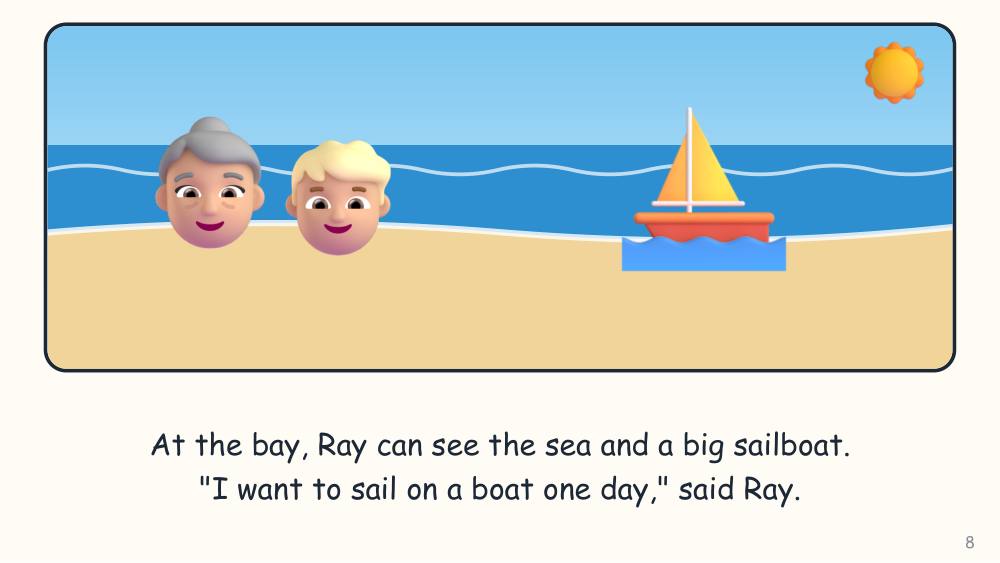 At the bay, Ray can see the sea and a big sailboat.
"I want to sail on a boat one day," said Ray.
8